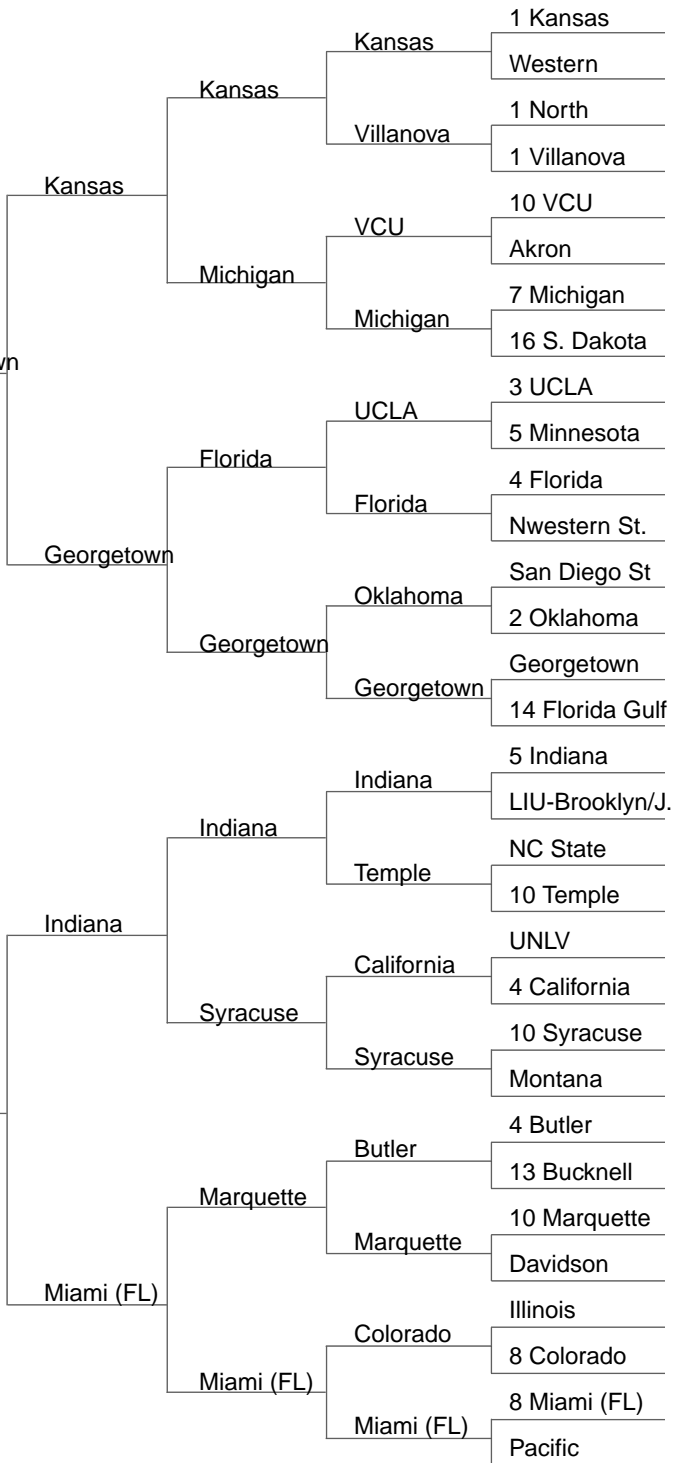 1 Kansas
Kansas
Western
Kansas
1 North
Villanova
1 Villanova
Kansas
10 VCU
VCU
Akron
Michigan
7 Michigan
Michigan
16 S. Dakota
wn
3 UCLA
UCLA
5 Minnesota
Florida
4 Florida
Florida
Nwestern St.
Georgetown
San Diego St
Oklahoma
2 Oklahoma
Georgetown
Georgetown
Georgetown
14 Florida Gulf
5 Indiana
Indiana
LIU-Brooklyn/J.
Indiana
NC State
Temple
10 Temple
Indiana
UNLV
California
4 California
Syracuse
10 Syracuse
Syracuse
Montana
4 Butler
Butler
13 Bucknell
Marquette
10 Marquette
Marquette
Davidson
Miami (FL)
Illinois
Colorado
8 Colorado
Miami (FL)
8 Miami (FL)
Miami (FL)
Pacific